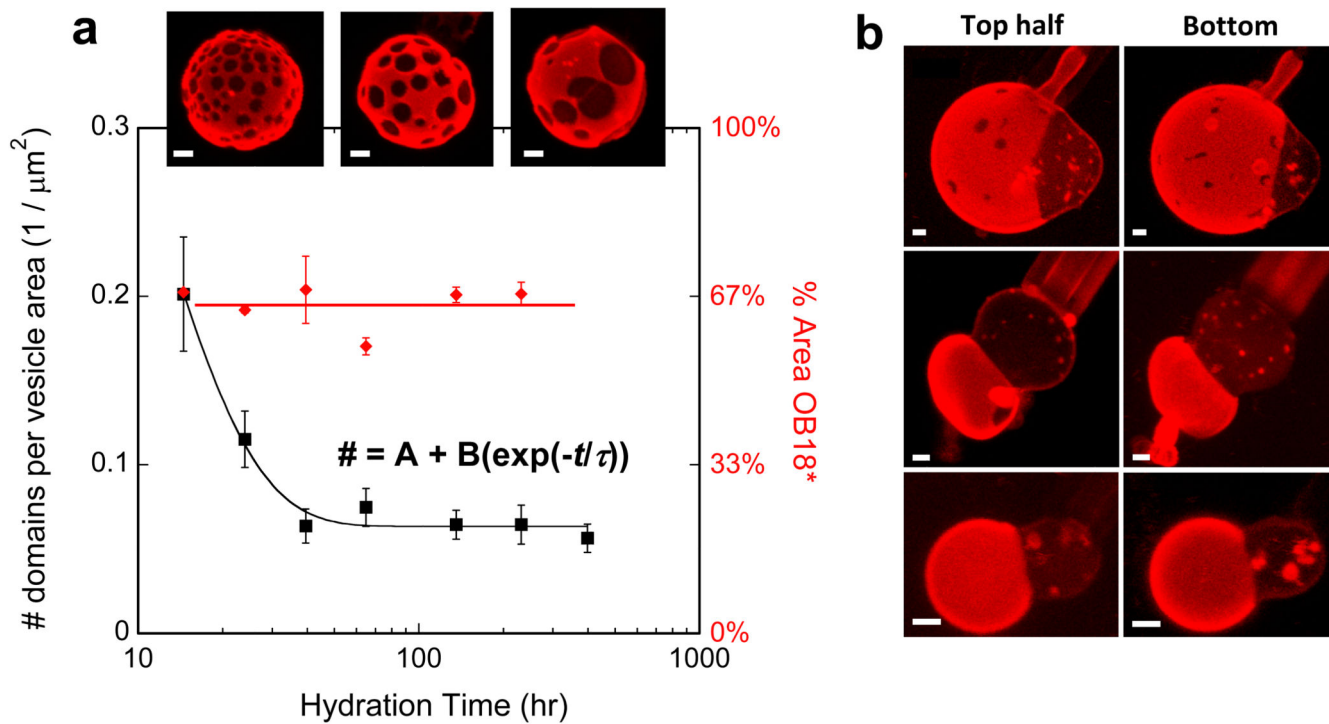 a
b
Top half
Bottom
0.3
0.2
0.1
0
# domains per vesicle area (1 / μm²)
100%
67%
33%
0%
% Area OB18*
# = A + B(exp(-t/τ))
10
100
1000
Hydration Time (hr)